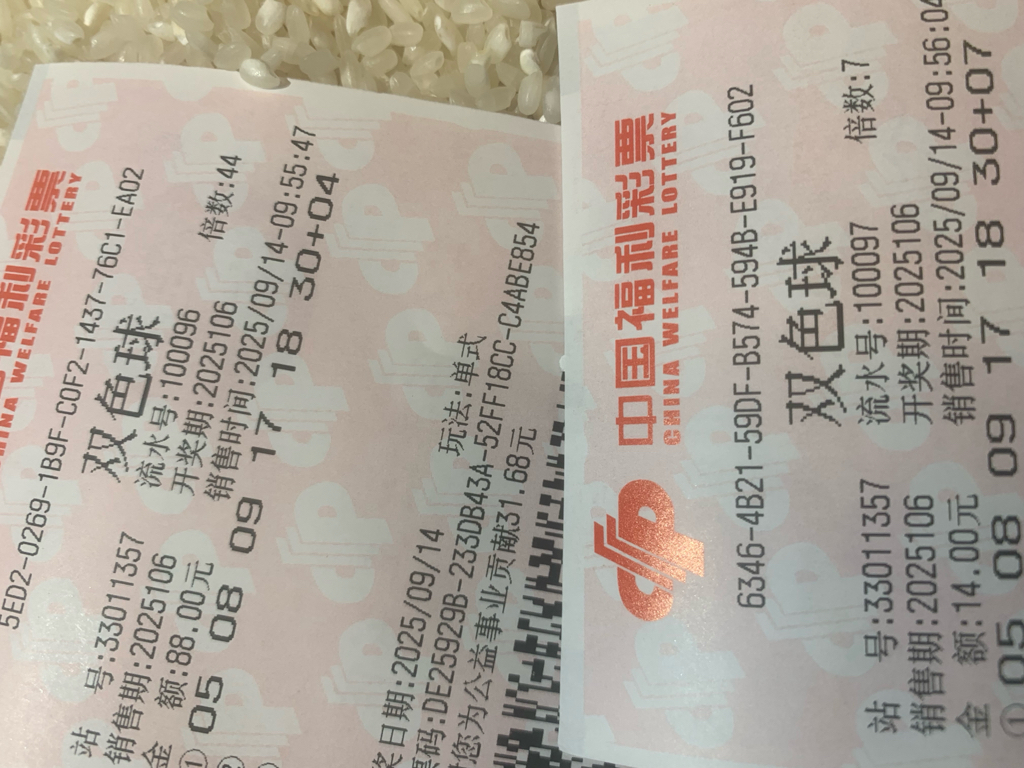 福利彩票
CHINA WELFARE LOTTERY
5ED2-0269-1B9F-C0F2-1437-76C1-EA02
双色球
站 号:33011357 流水号:100096 倍数:44
销售期:2025106 开奖期:2025106
金 额:88.00元 销售时间:2025/09/14-09:55:47
① 05 08 09 17 18 30+04
奖日期:2025/09/14 玩法:单式
票码:DE25929B-233DB43A-52FF18CC-C4ABE854
您为公益事业贡献31.68元
中国福利彩票
CHINA WELFARE LOTTERY
6346-4B21-59DF-B574-594B-E919-F602
双色球
站 号:33011357 流水号:100097 倍数:7
销售期:2025106 开奖期:2025106
金 额:14.00元 销售时间:2025/09/14-09:56:04
① 05 08 09 17 18 30+07